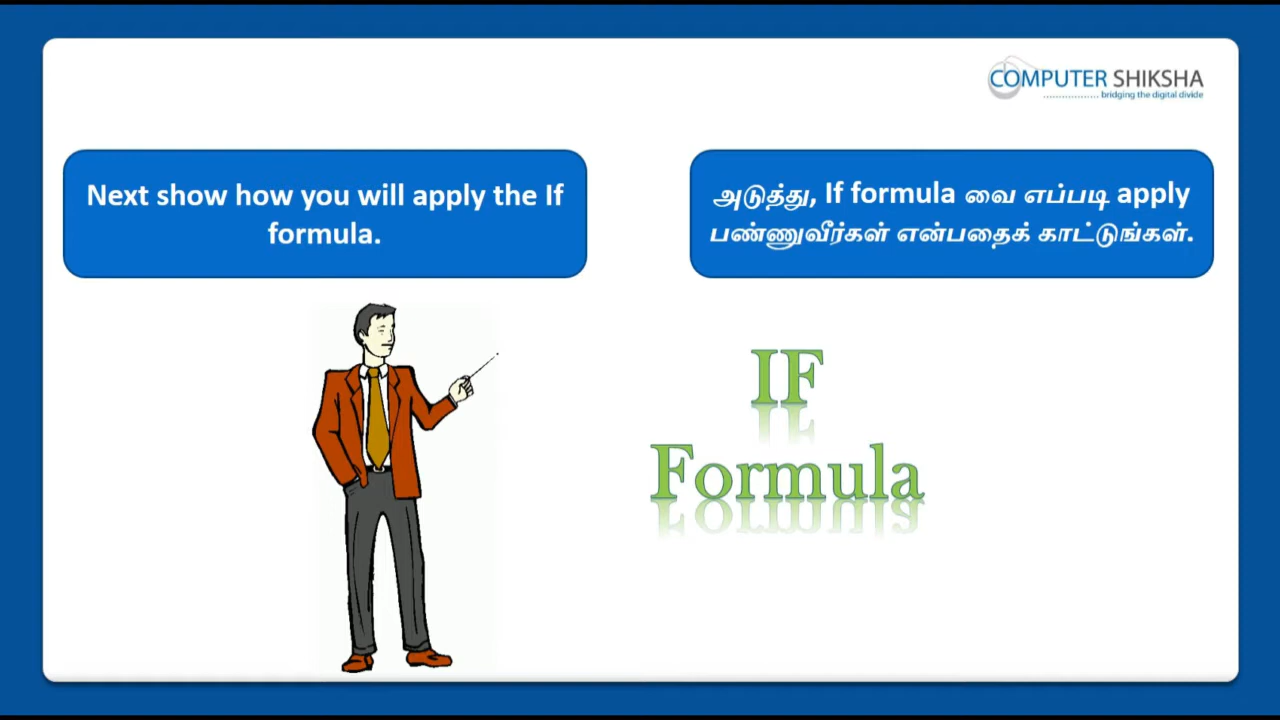 COMPUTER SHIKSHA
bridging the digital divide
Next show how you will apply the If
formula.
அடுத்து, If formula வை எப்படி apply
பண்ணுவீர்கள் என்பதைக் காட்டுங்கள்.
IF
Formula